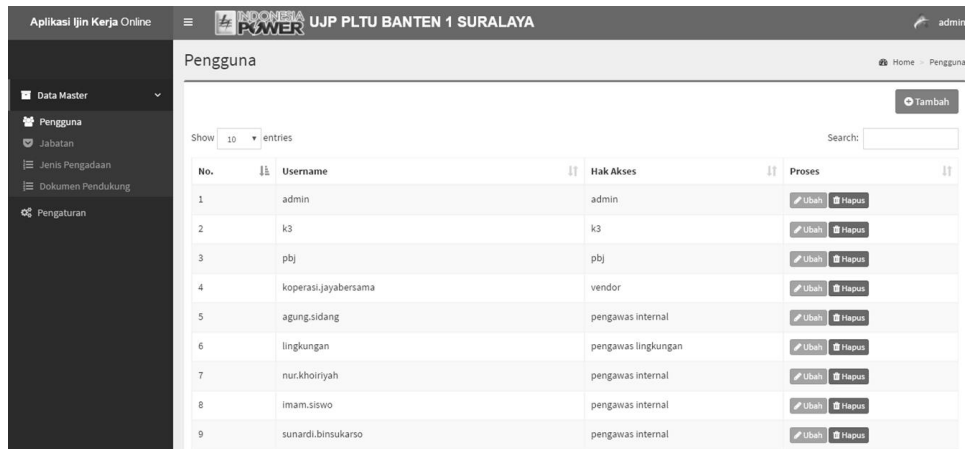 Aplikasi Ijin Kerja Online
INDONESIA POWER UJP PLTU BANTEN 1 SURALAYA
admin
Pengguna
Home > Pengguna
Data Master
Pengguna
Jabatan
Jenis Pengadaan
Dokumen Pendukung
Pengaturan
Tambah
Show 10 entries
Search:
No. Username Hak Akses Proses
1 admin admin Ubah Hapus
2 k3 k3 Ubah Hapus
3 pbj pbj Ubah Hapus
4 koperasi.jayabersama vendor Ubah Hapus
5 agung.sidang pengawas internal Ubah Hapus
6 lingkungan pengawas lingkungan Ubah Hapus
7 nur.khoiriyah pengawas internal Ubah Hapus
8 imam.siswo pengawas internal Ubah Hapus
9 sunardi.binsukarso pengawas internal Ubah Hapus